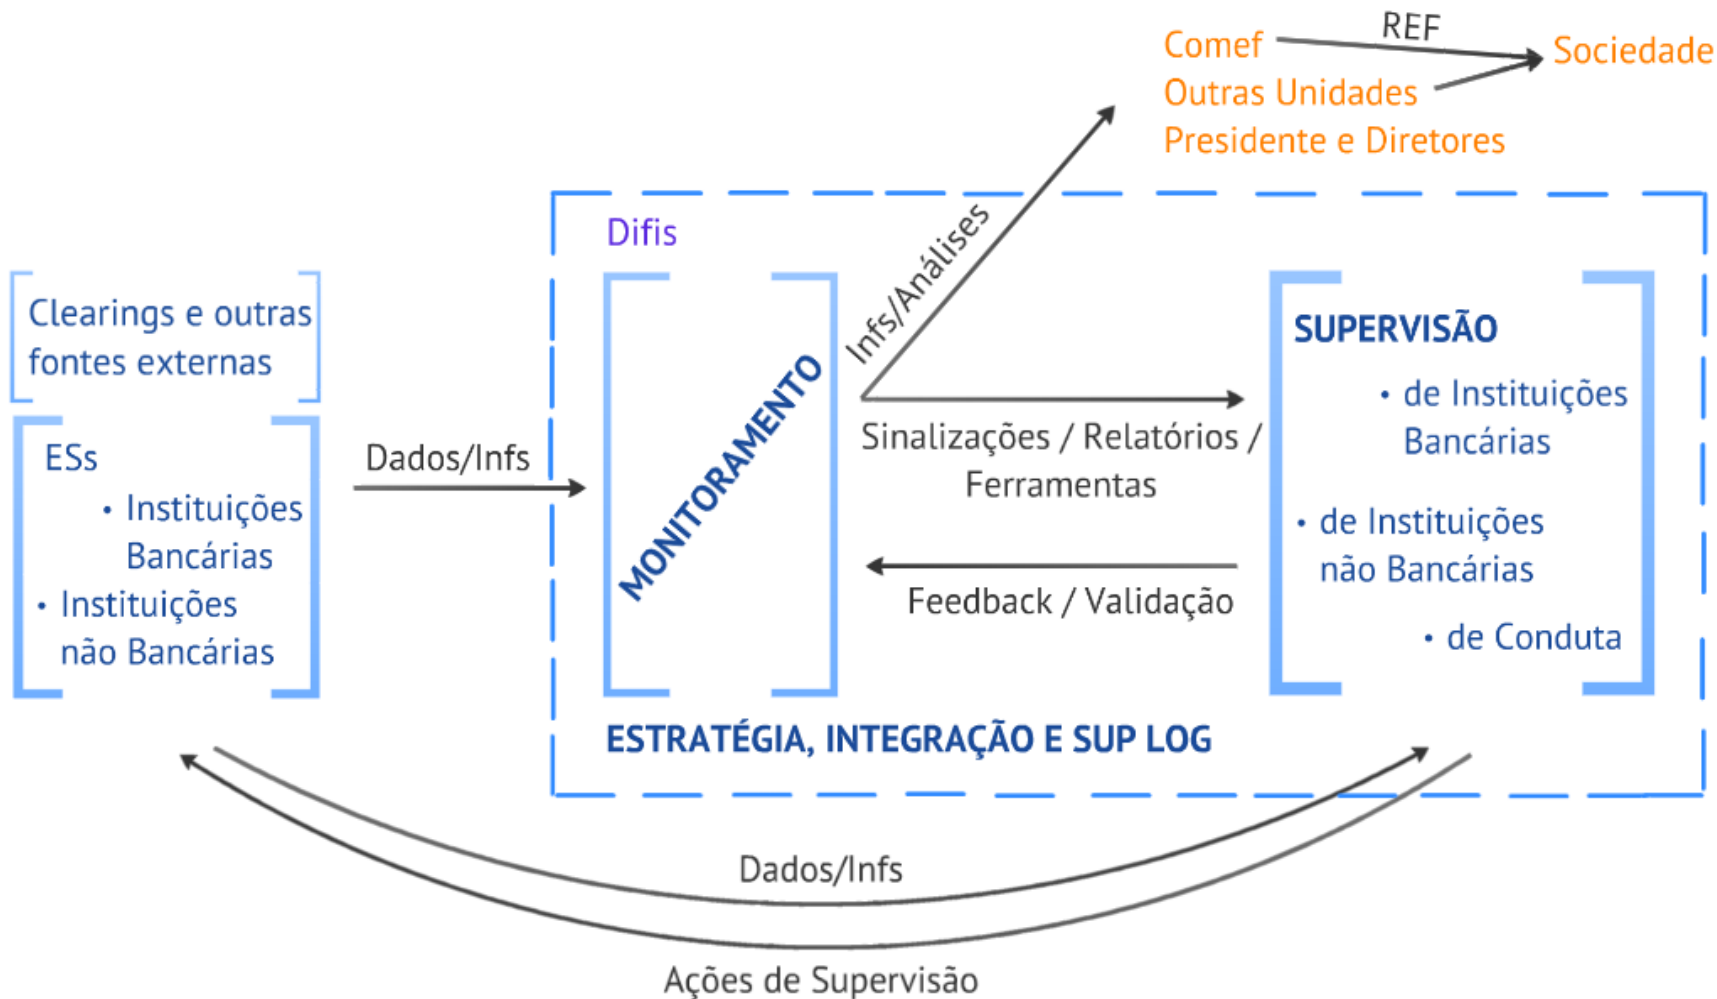 REF
Comef
Sociedade
Outras Unidades
Presidente e Diretores
Difis
Infs/Análises
Clearings e outras
fontes externas
ESs
• Instituições
Bancárias
• Instituições
não Bancárias
Dados/Infs
MONITORAMENTO
Sinalizações / Relatórios /
Ferramentas
Feedback / Validação
SUPERVISÃO
• de Instituições
Bancárias
• de Instituições
não Bancárias
• de Conduta
ESTRATÉGIA, INTEGRAÇÃO E SUP LOG
Dados/Infs
Ações de Supervisão